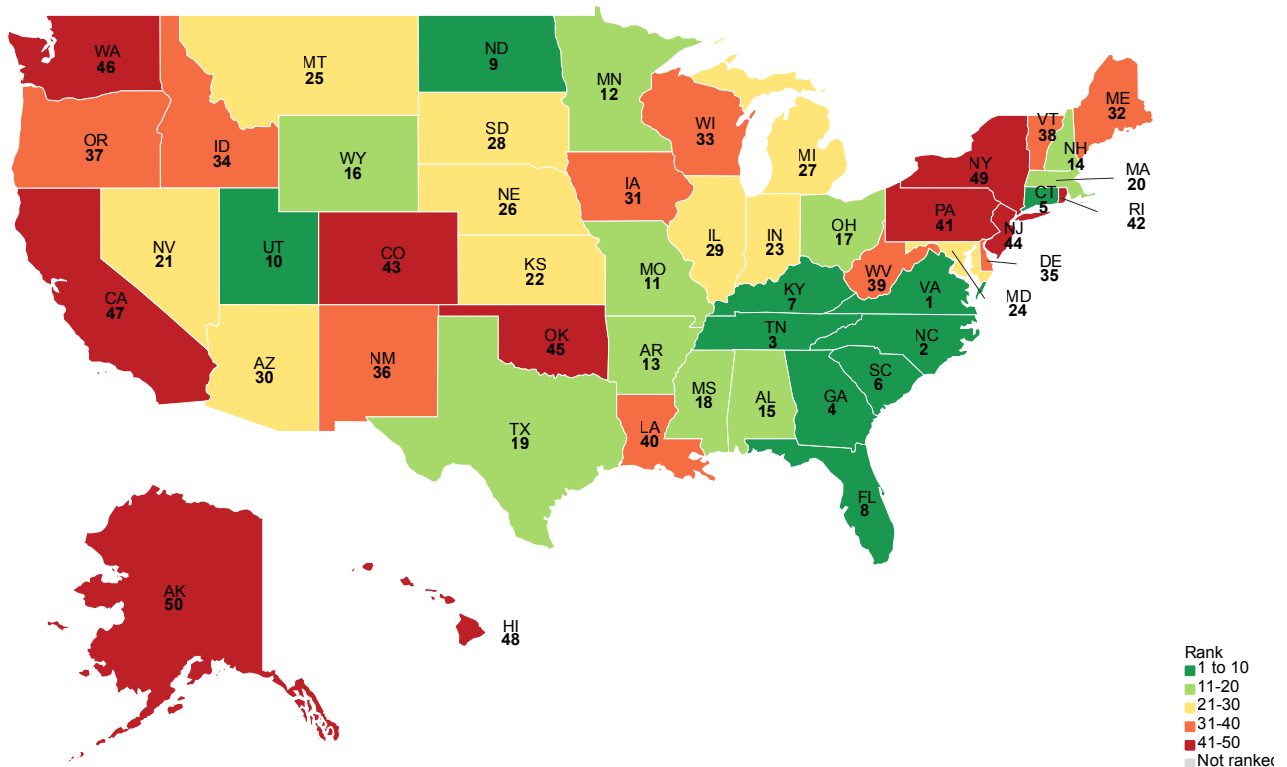 WA
46
MT
25
ND
9
MN
12
OR
37
ID
34
WY
16
SD
28
WI
33
MI
27
NY
49
VT
38
NH
14
ME
32
MA
20
CT
5
RI
42
CA
47
NV
21
UT
10
CO
43
NE
26
KS
22
IA
31
MO
11
IL
29
IN
23
OH
17
PA
41
NJ
44
DE
35
MD
24
WV
39
VA
1
KY
7
TN
3
NC
2
SC
6
GA
4
AZ
30
NM
36
OK
45
AR
13
TX
19
LA
40
MS
18
AL
15
FL
8
AK
50
HI
48
Rank
1 to 10
11-20
21-30
31-40
41-50
Not ranked